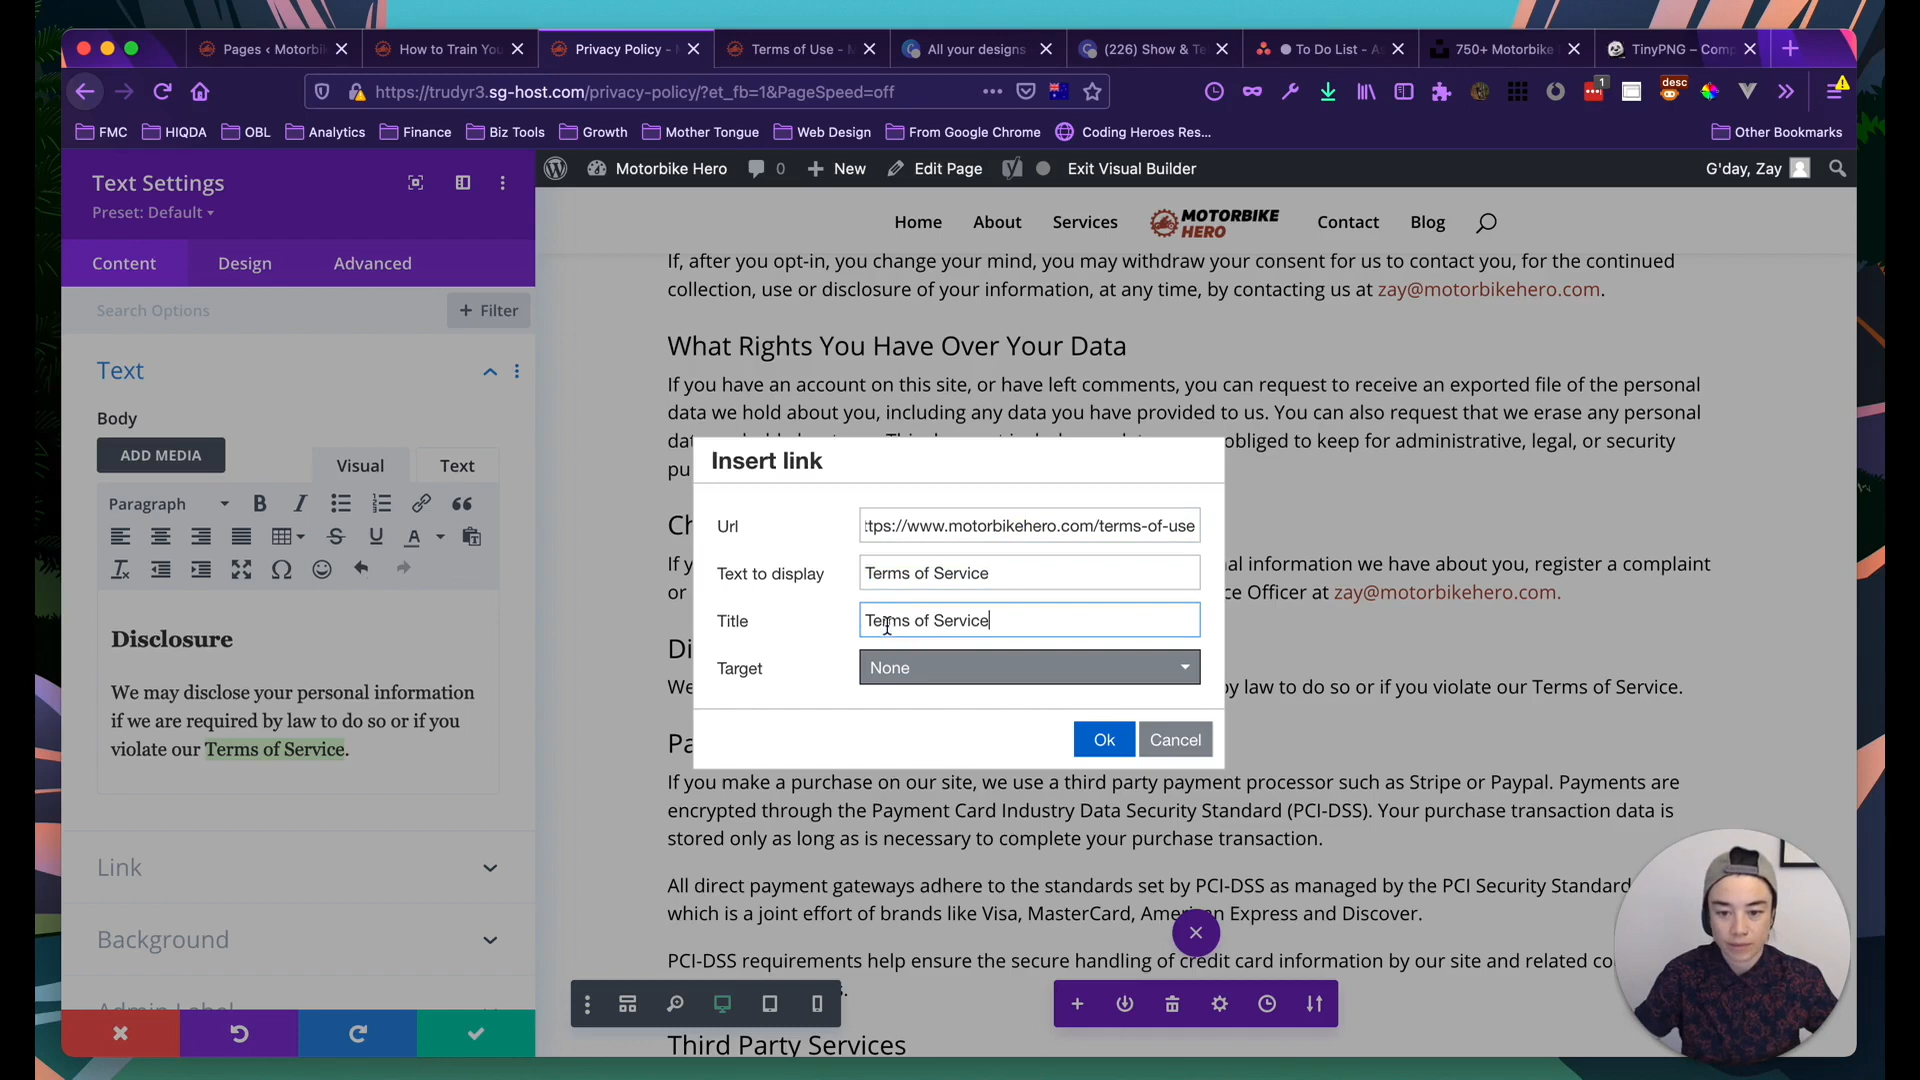 Pages ‹ Motorbi
How to Train You
Privacy Policy -
Terms of Use -
All your designs
(226) Show & Te
To Do List - A
750+ Motorbike
TinyPNG – Comp
https://trudyr3.sg-host.com/privacy-policy/?et_fb=1&PageSpeed=off
1
desc
FMC
HIQDA
OBL
Analytics
Finance
Biz Tools
Growth
Mother Tongue
Web Design
From Google Chrome
Coding Heroes Res...
Other Bookmarks
Motorbike Hero
0
New
Edit Page
Exit Visual Builder
G'day, Zay
Text Settings
Preset: Default
Content
Design
Advanced
Search Options
+ Filter
Text
Body
ADD MEDIA
Visual
Text
Paragraph
Disclosure
We may disclose your personal information
if we are required by law to do so or if you
violate our Terms of Service.
Link
Background
Admin Label
Home
About
Services
MOTORBIKE
HERO
Contact
Blog
If, after you opt-in, you change your mind, you may withdraw your consent for us to contact you, for the continued
collection, use or disclosure of your information, at any time, by contacting us at zay@motorbikehero.com.
What Rights You Have Over Your Data
If you have an account on this site, or have left comments, you can request to receive an exported file of the personal
data we hold about you, including any data you have provided to us. You can also request that we erase any personal
obliged to keep for administrative, legal, or security
Insert link
Url
ttps://www.motorbikehero.com/terms-of-use
Text to display
Terms of Service
Title
Terms of Service
Target
None
Ok
Cancel
Ch
If y
al information we have about you, register a complaint
or
ce Officer at zay@motorbikehero.com.
Di
We
by law to do so or if you violate our Terms of Service.
Pa
If you make a purchase on our site, we use a third party payment processor such as Stripe or Paypal. Payments are
encrypted through the Payment Card Industry Data Security Standard (PCI-DSS). Your purchase transaction data is
stored only as long as is necessary to complete your purchase transaction.
All direct payment gateways adhere to the standards set by PCI-DSS as managed by the PCI Security Standard
which is a joint effort of brands like Visa, MasterCard, American Express and Discover.
PCI-DSS requirements help ensure the secure handling of credit card information by our site and related co
Third Party Services